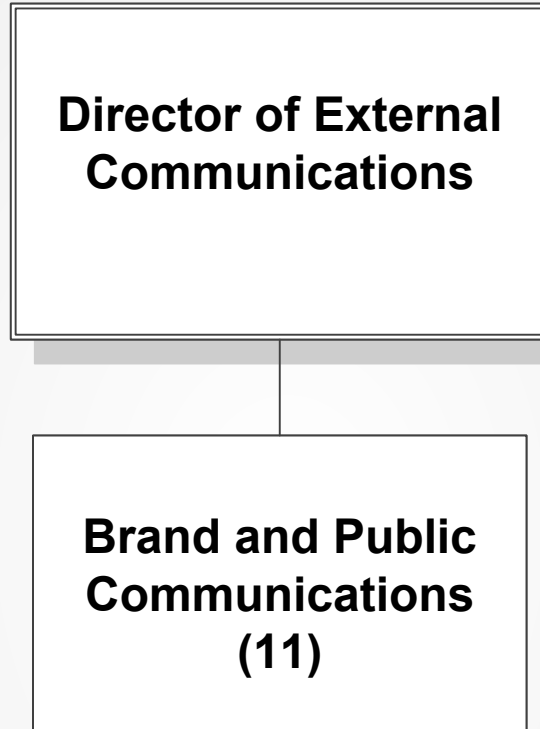 Director of External
Communications
Brand and Public
Communications
(11)